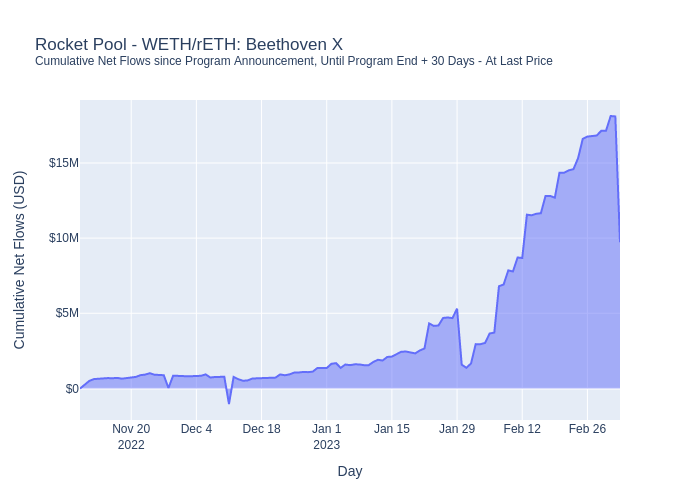 Rocket Pool - WETH/rETH: Beethoven X
Cumulative Net Flows since Program Announcement, Until Program End + 30 Days - At Last Price
Cumulative Net Flows (USD)
$15M
$10M
$5M
$0
Nov 20
2022
Dec 4
Dec 18
Jan 1
2023
Jan 15
Jan 29
Feb 12
Feb 26
Day